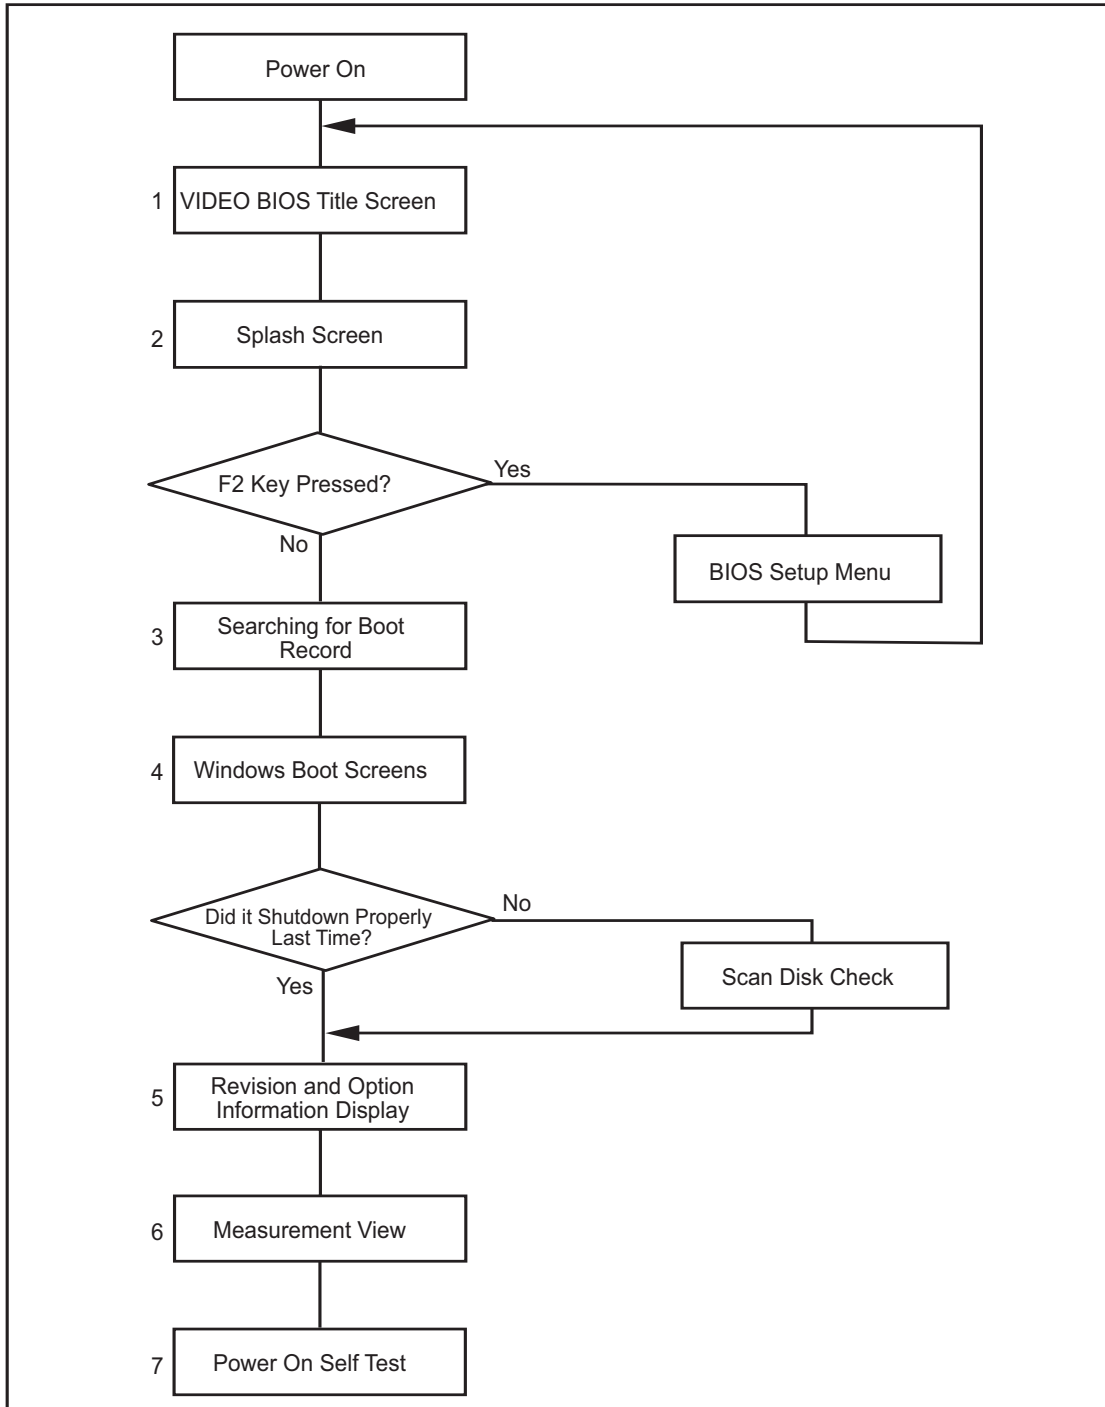 Power On
1
VIDEO BIOS Title Screen
2
Splash Screen
F2 Key Pressed?
Yes
No
BIOS Setup Menu
3
Searching for Boot
Record
4
Windows Boot Screens
Did it Shutdown Properly
Last Time?
No
Yes
Scan Disk Check
5
Revision and Option
Information Display
6
Measurement View
7
Power On Self Test